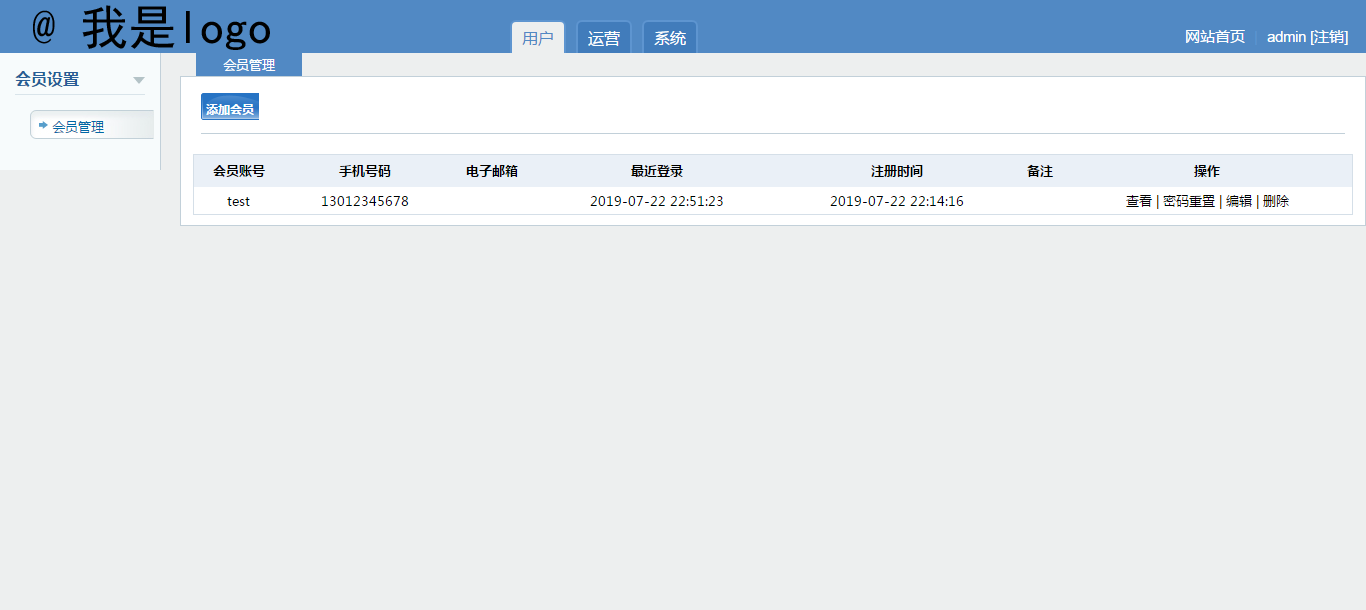 @ 我是logo
用户 运营 系统
网站首页 admin [注销]
会员设置
会员管理
会员管理
添加会员
会员账号 手机号码 电子邮箱 最近登录 注册时间 备注 操作
test 13012345678 2019-07-22 22:51:23 2019-07-22 22:14:16 查看 | 密码重置 | 编辑 | 删除